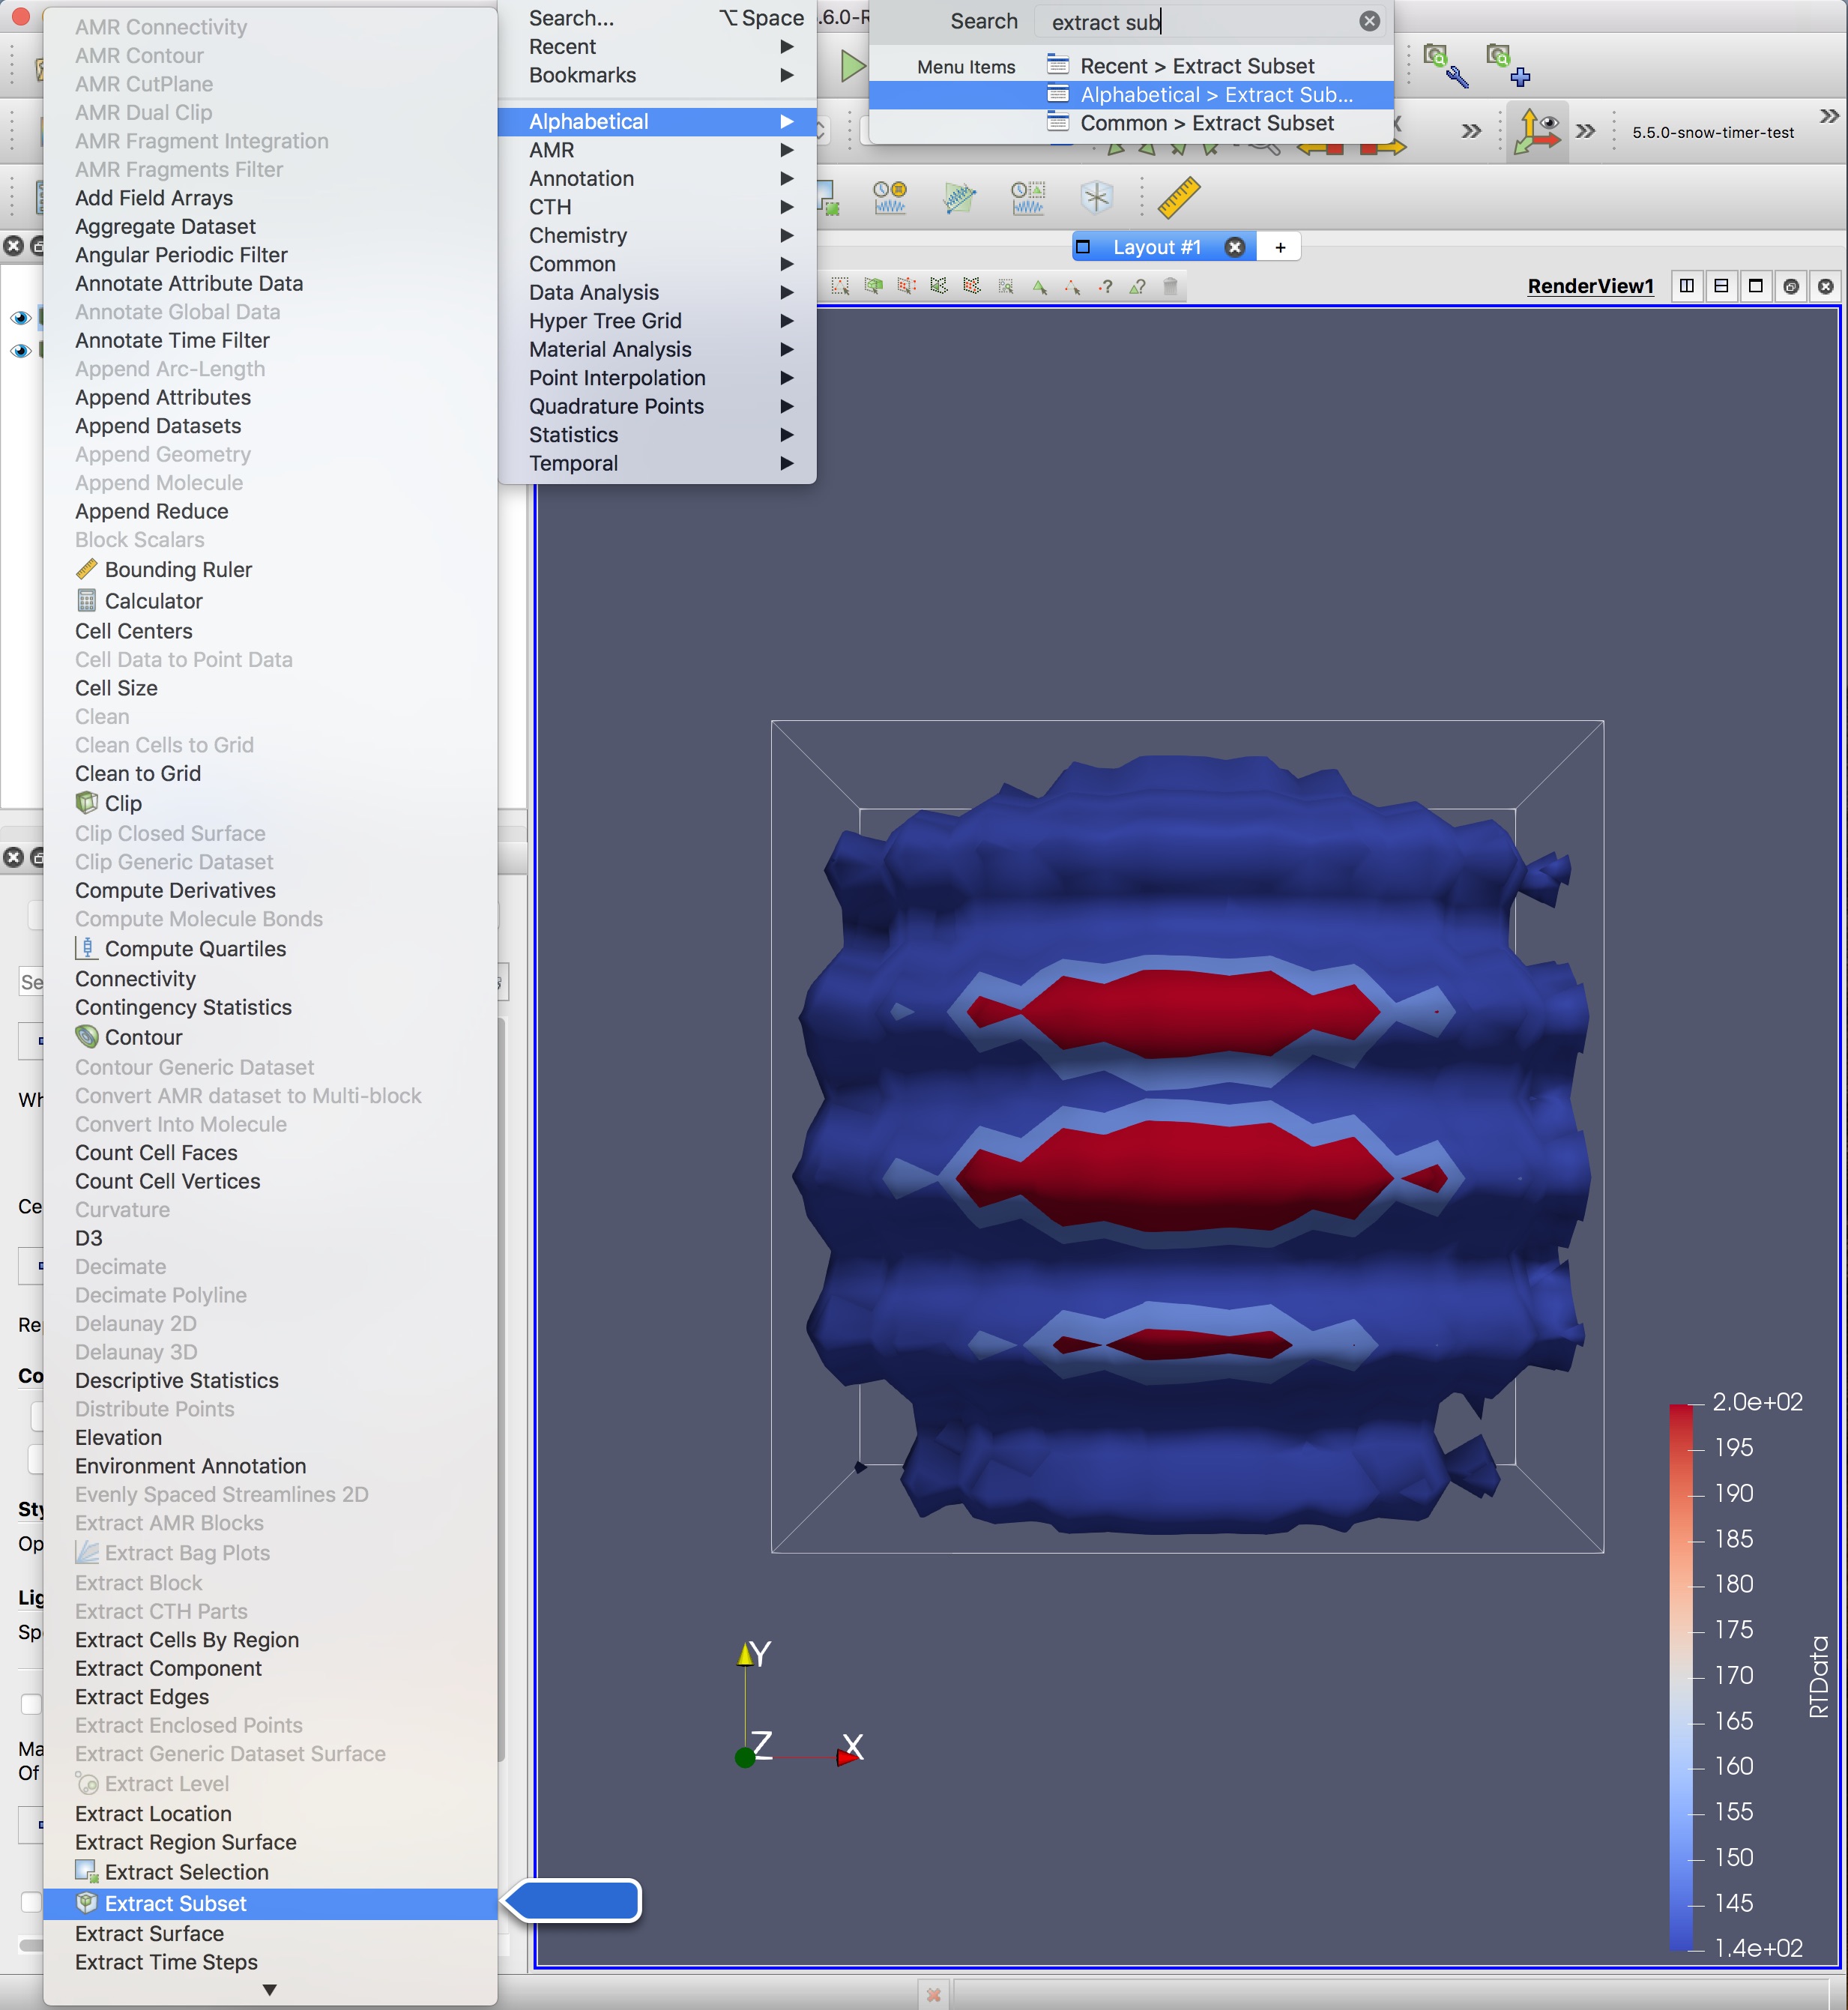 AMR Connectivity
AMR Contour
AMR CutPlane
AMR Dual Clip
AMR Fragment Integration
AMR Fragments Filter
Add Field Arrays
Aggregate Dataset
Angular Periodic Filter
Annotate Attribute Data
Annotate Global Data
Annotate Time Filter
Append Arc-Length
Append Attributes
Append Datasets
Append Geometry
Append Molecule
Append Reduce
Block Scalars
Bounding Ruler
Calculator
Cell Centers
Cell Data to Point Data
Cell Size
Clean
Clean Cells to Grid
Clean to Grid
Clip
Clip Closed Surface
Clip Generic Dataset
Compute Derivatives
Compute Molecule Bonds
Compute Quartiles
Connectivity
Contingency Statistics
Contour
Contour Generic Dataset
Convert AMR dataset to Multi-block
Convert Into Molecule
Count Cell Faces
Count Cell Vertices
Curvature
D3
Decimate
Decimate Polyline
Delaunay 2D
Delaunay 3D
Descriptive Statistics
Distribute Points
Elevation
Environment Annotation
Evenly Spaced Streamlines 2D
Extract AMR Blocks
Extract Bag Plots
Extract Block
Extract CTH Parts
Extract Cells By Region
Extract Component
Extract Edges
Extract Enclosed Points
Extract Generic Dataset Surface
Extract Level
Extract Location
Extract Region Surface
Extract Selection
Extract Subset
Extract Surface
Extract Time Steps
Search... ⌥Space
Recent
Bookmarks
Alphabetical
AMR
Annotation
CTH
Chemistry
Common
Data Analysis
Hyper Tree Grid
Material Analysis
Point Interpolation
Quadrature Points
Statistics
Temporal
.6.0-R
Search extract sub
Menu Items Recent > Extract Subset
Alphabetical > Extract Sub...
Common > Extract Subset
5.5.0-snow-timer-test
Layout #1 +
RenderView1
Se
Wh
Ce
Re
Co
Sty
Op
Lig
Sp
Ma
Of
Y
Z X
2.0e+02
195
190
185
180
175
170
165
160
155
150
145
1.4e+02
RTData